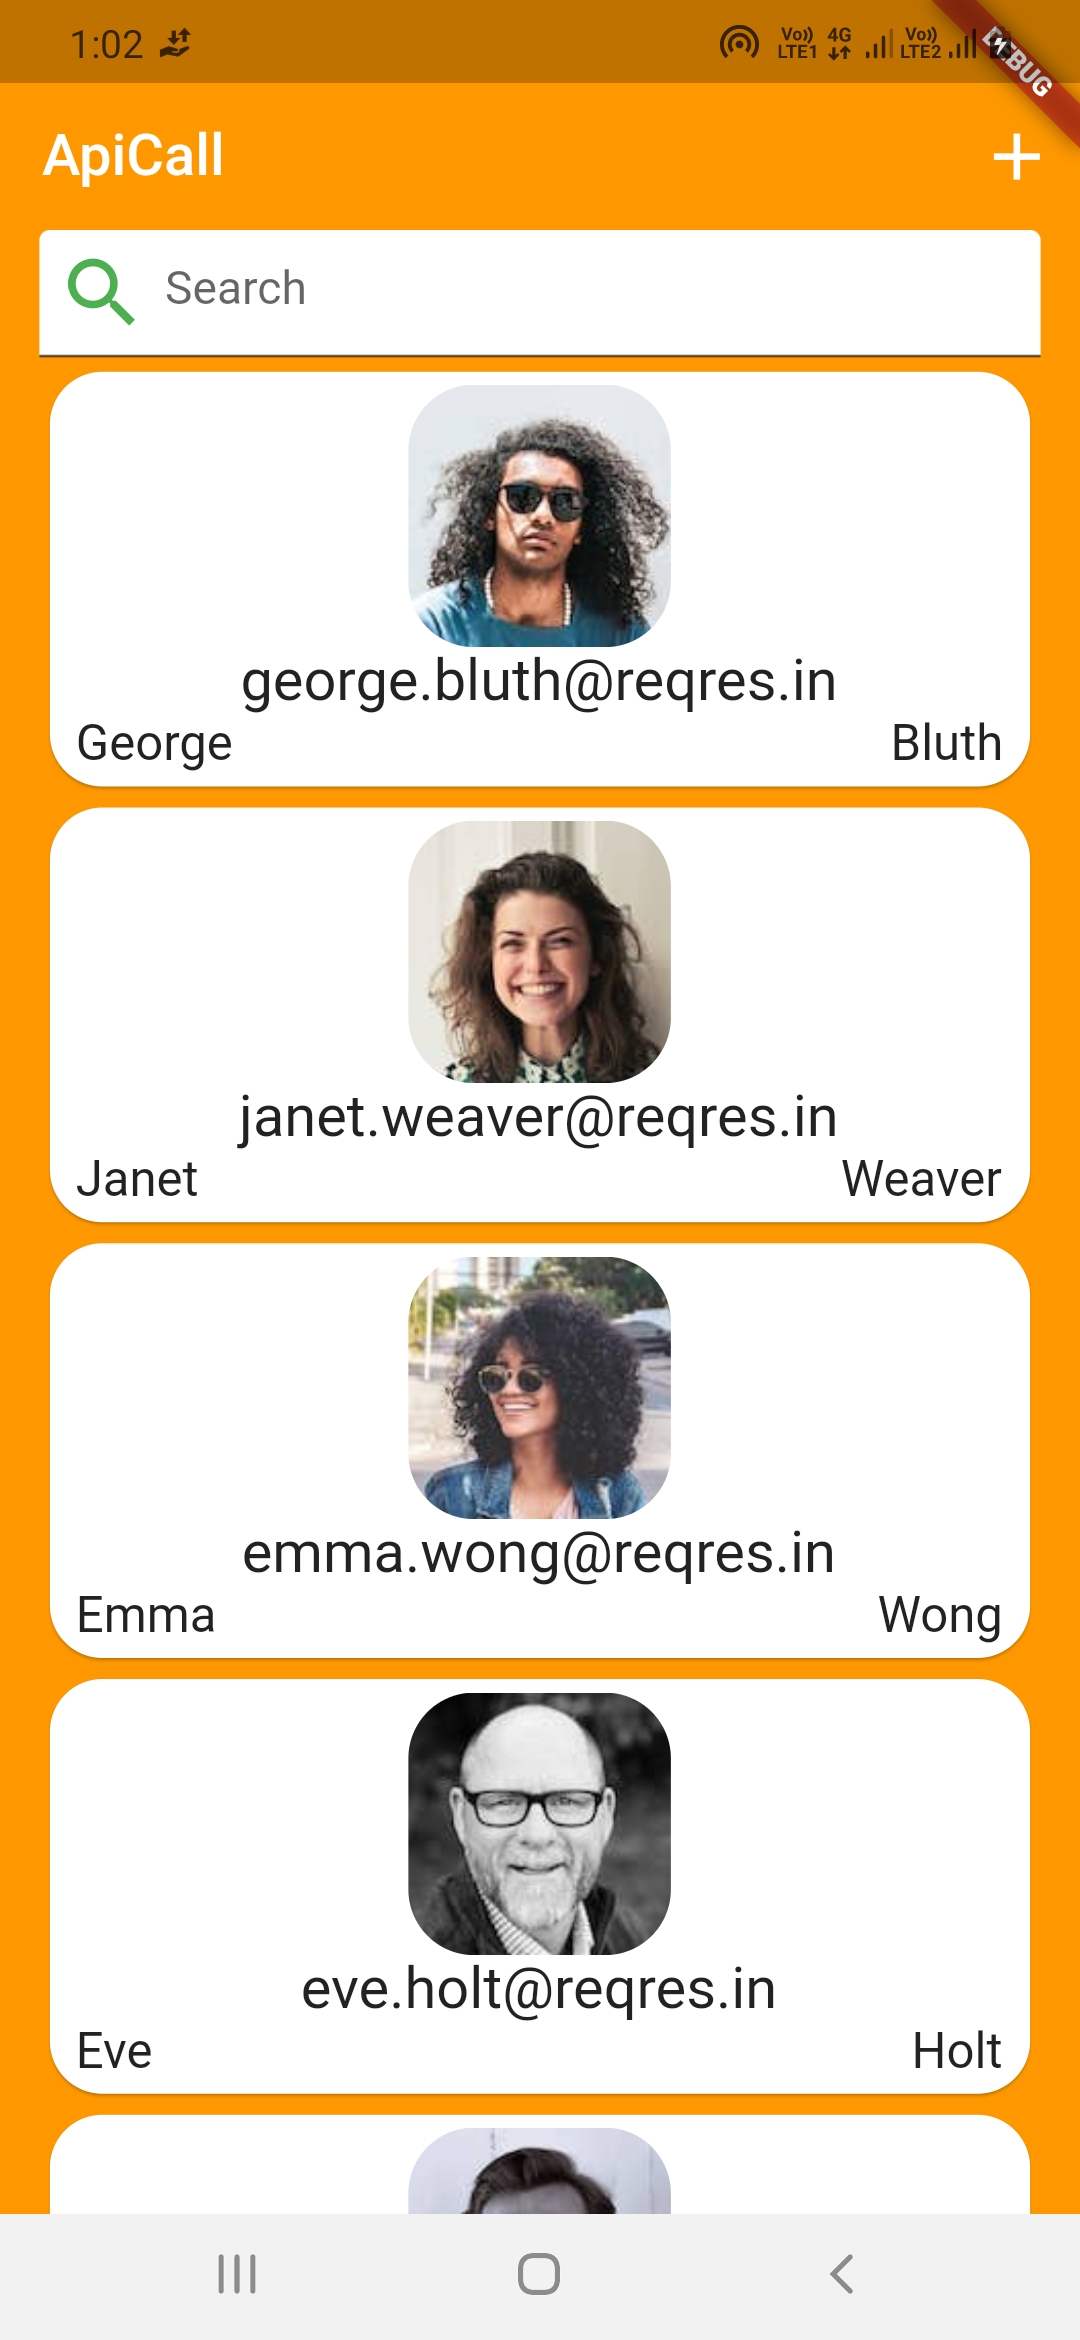 1:02
Vo)) LTE1 4G Vo)) LTE2
DEBUG
ApiCall
Search
george.bluth@reqres.in
George Bluth
janet.weaver@reqres.in
Janet Weaver
emma.wong@reqres.in
Emma Wong
eve.holt@reqres.in
Eve Holt